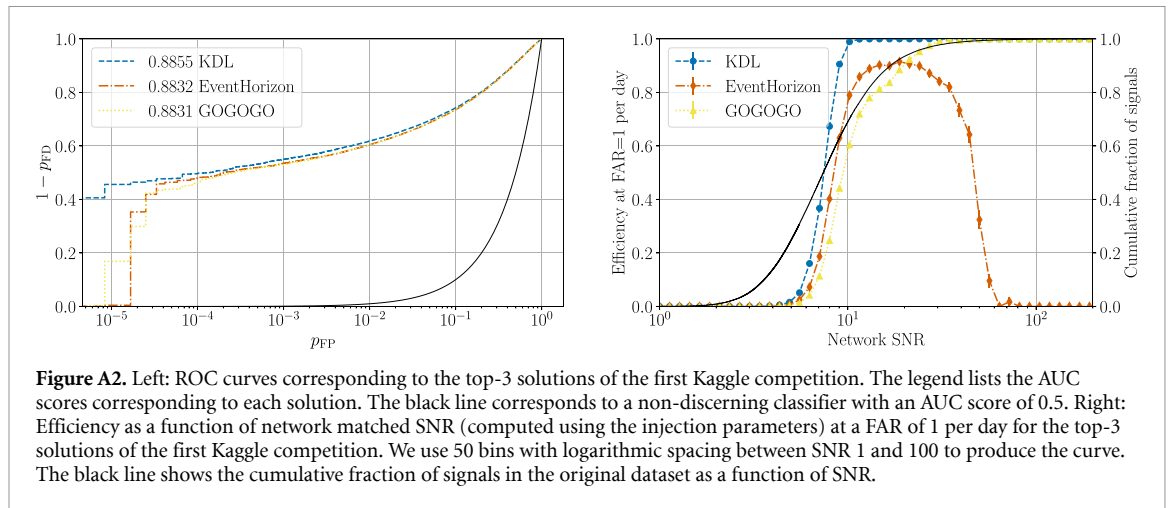 1.0
0.8
0.6
0.4
0.2
0.0
1 − pFD
0.8855 KDL
0.8832 EventHorizon
0.8831 GOGOGO
10−5 10−4 10−3 10−2 10−1 100
pFP
1.0
0.8
0.6
0.4
0.2
0.0
Efficiency at FAR=1 per day
KDL
EventHorizon
GOGOGO
1.0
0.8
0.6
0.4
0.2
0.0
Cumulative fraction of signals
100 101 102
Network SNR
Figure A2. Left: ROC curves corresponding to the top-3 solutions of the first Kaggle competition. The legend lists the AUC
scores corresponding to each solution. The black line corresponds to a non-discerning classifier with an AUC score of 0.5. Right:
Efficiency as a function of network matched SNR (computed using the injection parameters) at a FAR of 1 per day for the top-3
solutions of the first Kaggle competition. We use 50 bins with logarithmic spacing between SNR 1 and 100 to produce the curve.
The black line shows the cumulative fraction of signals in the original dataset as a function of SNR.